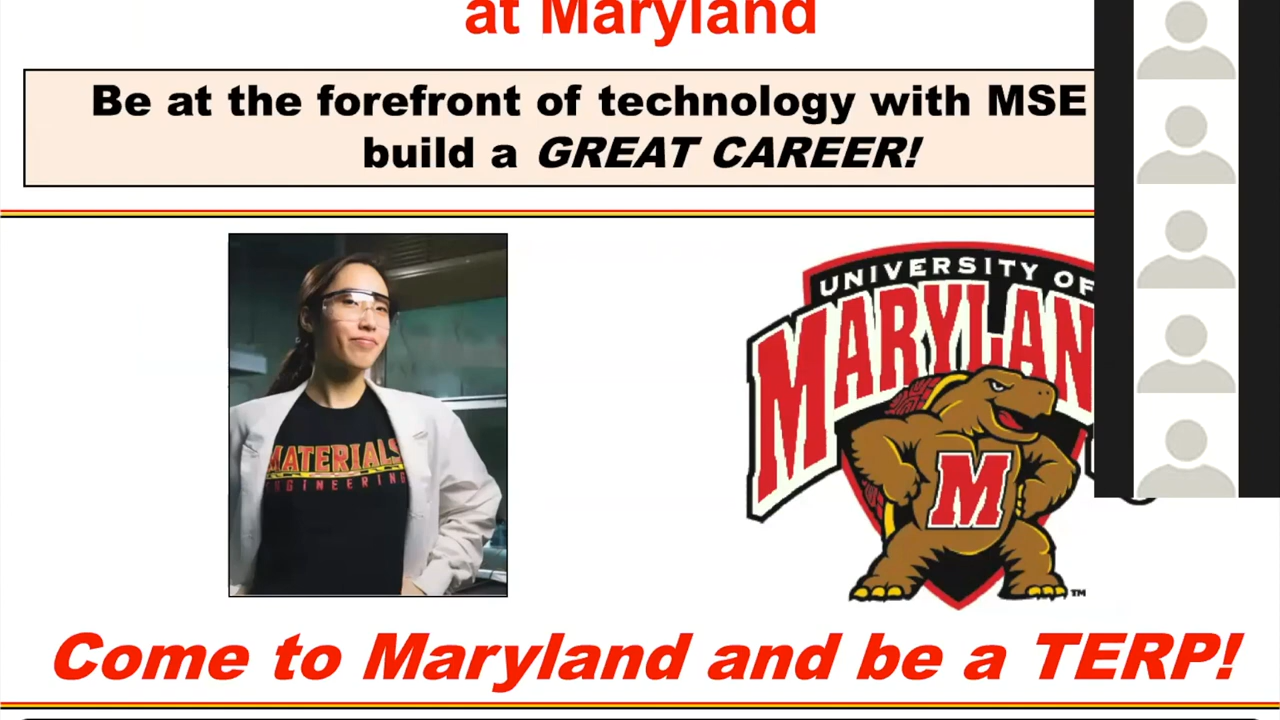 at Maryland
Be at the forefront of technology with MSE
build a GREAT CAREER!
UNIVERSITY OF
MARYLAN
MATERIALS
ENGINEERING
M
TM
Come to Maryland and be a TERP!